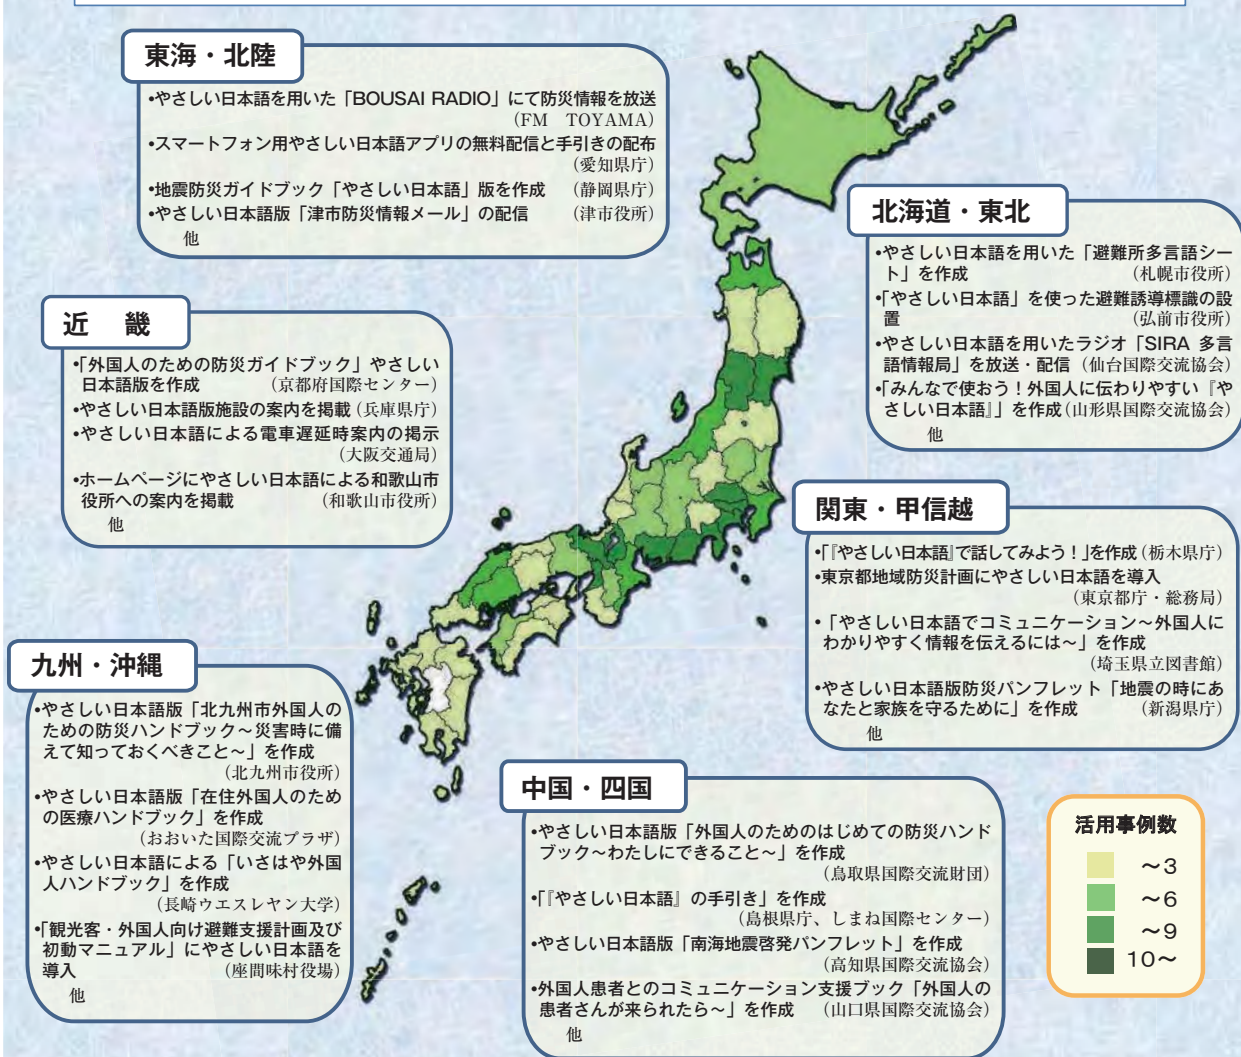 東海・北陸
•やさしい日本語を用いた「BOUSAI RADIO」にて防災情報を放送
（FM　TOYAMA）
•スマートフォン用やさしい日本語アプリの無料配信と手引きの配布
（愛知県庁）
•地震防災ガイドブック「やさしい日本語」版を作成　（静岡県庁）
•やさしい日本語版「津市防災情報メール」の配信　（津市役所）
他
北海道・東北
•やさしい日本語を用いた「避難所多言語シー
ト」を作成　（札幌市役所）
•「やさしい日本語」を使った避難誘導標識の設
置　（弘前市役所）
•やさしい日本語を用いたラジオ「SIRA 多言
語情報局」を放送・配信（仙台国際交流協会）
•「みんなで使おう！外国人に伝わりやすい『や
さしい日本語』」を作成（山形県国際交流協会）
他
近　畿
•「外国人のための防災ガイドブック」やさしい
日本語版を作成　（京都府国際センター）
•やさしい日本語版施設の案内を掲載（兵庫県庁）
•やさしい日本語による電車遅延時案内の掲示
（大阪交通局）
•ホームページにやさしい日本語による和歌山市
役所への案内を掲載　（和歌山市役所）
他
関東・甲信越
•「『やさしい日本語』で話してみよう！」を作成（栃木県庁）
•東京都地域防災計画にやさしい日本語を導入
（東京都庁・総務局）
•「やさしい日本語でコミュニケーション～外国人に
わかりやすく情報を伝えるには～」を作成
（埼玉県立図書館）
•やさしい日本語版防災パンフレット「地震の時にあ
なたと家族を守るために」を作成　（新潟県庁）
他
九州・沖縄
•やさしい日本語版「北九州市外国人の
ための防災ハンドブック～災害時に備
えて知っておくべきこと～」を作成
（北九州市役所）
•やさしい日本語版「在住外国人のため
の医療ハンドブック」を作成
（おおいた国際交流プラザ）
•やさしい日本語による「いさはや外国
人ハンドブック」を作成
（長崎ウエスレヤン大学）
•「観光客・外国人向け避難支援計画及び
初動マニュアル」にやさしい日本語を
導入　（座間味村役場）
他
中国・四国
•やさしい日本語版「外国人のためのはじめての防災ハンド
ブック～わたしにできること～」を作成
（鳥取県国際交流財団）
•「『やさしい日本語』の手引き」を作成
（島根県庁、しまね国際センター）
•やさしい日本語版「南海地震啓発パンフレット」を作成
（高知県国際交流協会）
•外国人患者とのコミュニケーション支援ブック「外国人の
患者さんが来られたら～」を作成　（山口県国際交流協会）
他
活用事例数
～3
～6
～9
10～